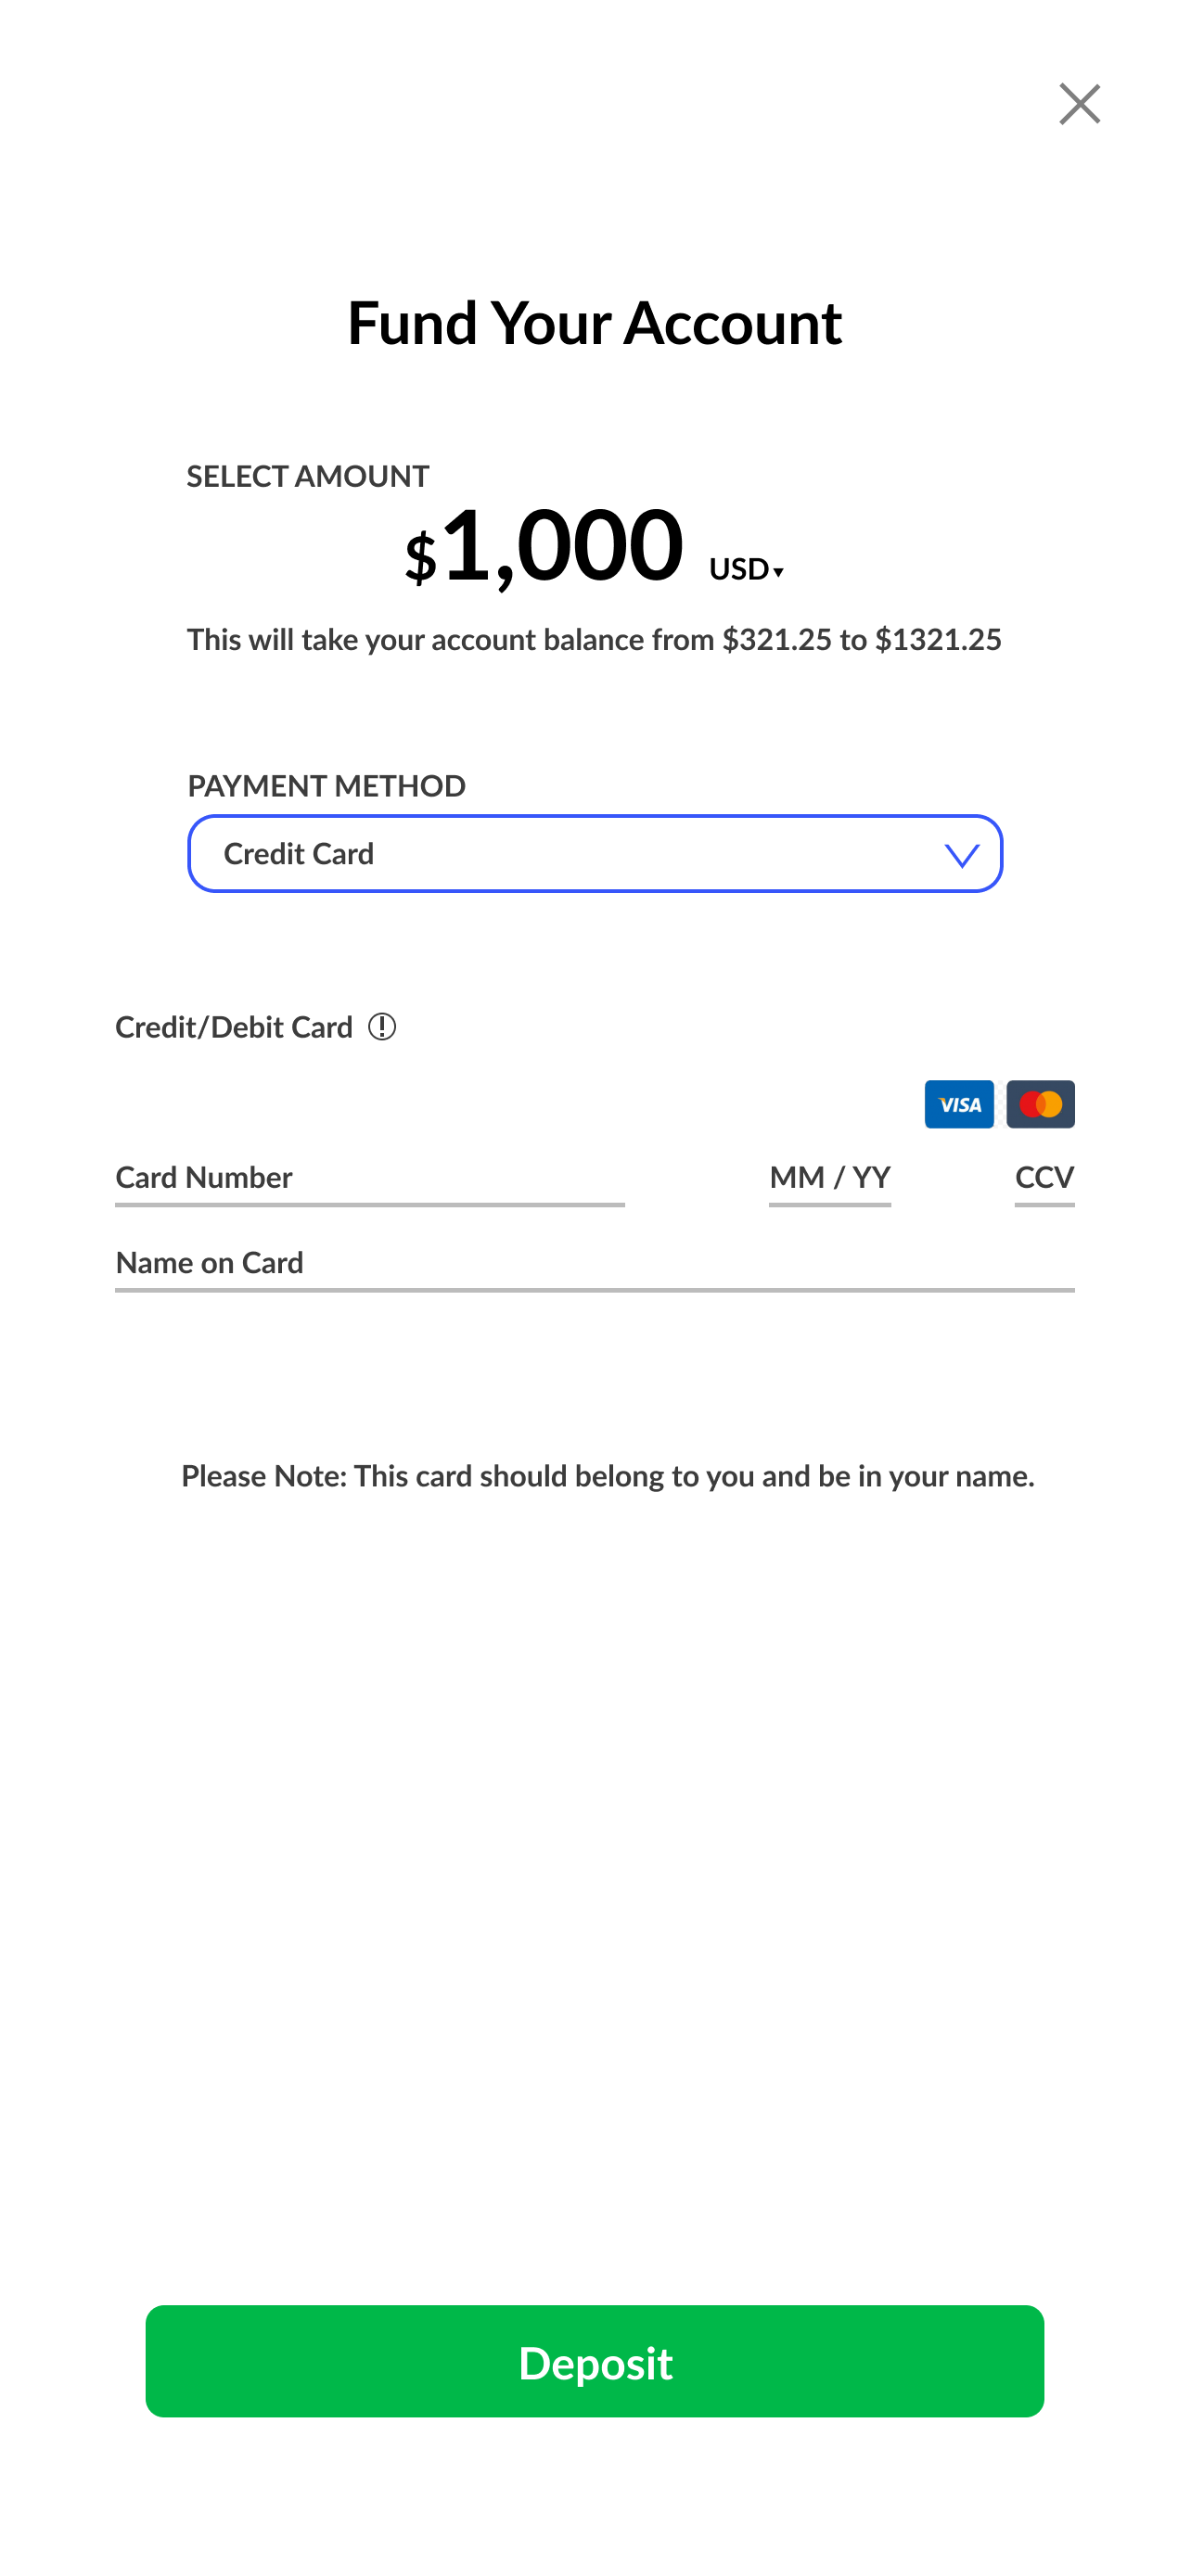 Fund Your Account
SELECT AMOUNT
$1,000 USD▾
This will take your account balance from $321.25 to $1321.25
PAYMENT METHOD
Credit Card
Credit/Debit Card
VISA
Card Number MM / YY CCV
Name on Card
Please Note: This card should belong to you and be in your name.
Deposit